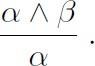 α ∧ β
α .